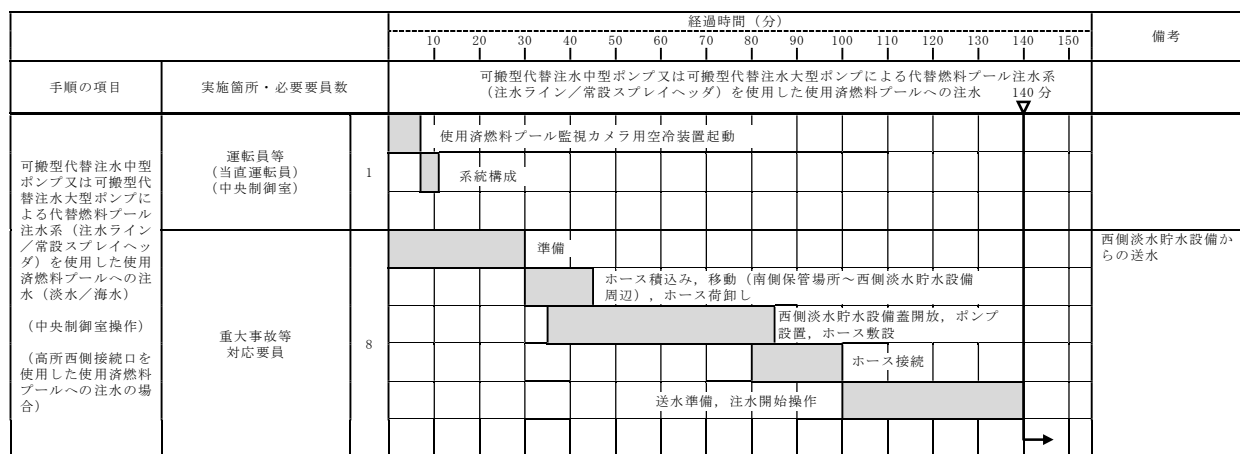 経過時間（分）
備考
10 20 30 40 50 60 70 80 90 100 110 120 130 140 150
手順の項目
実施箇所・必要要員数
可搬型代替注水中型ポンプ又は可搬型代替注水大型ポンプによる代替燃料プール注水系
（注水ライン／常設スプレイヘッダ）を使用した使用済燃料プールへの注水 140 分
可搬型代替注水中型
ポンプ又は可搬型代
替注水大型ポンプに
よる代替燃料プール
注水系（注水ライン
／常設スプレイヘッ
ダ）を使用した使用
済燃料プールへの注
水（淡水／海水）
（中央制御室操作）
（高所西側接続口を
使用した使用済燃料
プールへの注水の場
合）
運転員等
（当直運転員）
（中央制御室）
1
使用済燃料プール監視カメラ用空冷装置起動
系統構成
重大事故等
対応要員
8
準備
ホース積込み，移動（南側保管場所～西側淡水貯水設備
周辺），ホース荷卸し
西側淡水貯水設備蓋開放，ポンプ
設置，ホース敷設
ホース接続
送水準備，注水開始操作
西側淡水貯水設備か
らの送水